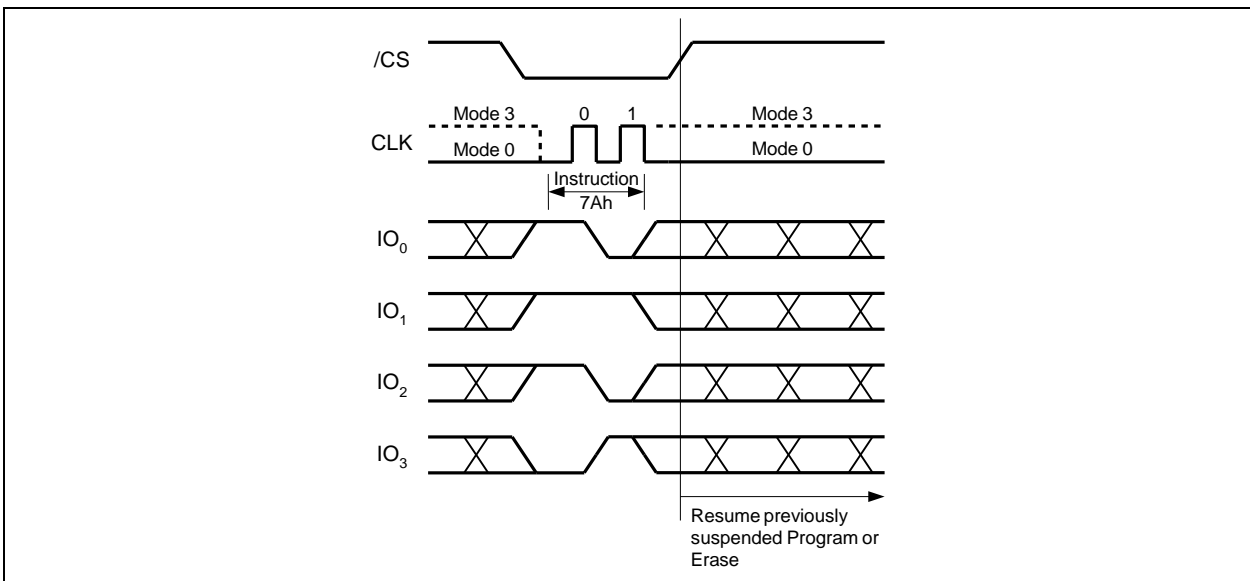 /CS
Mode 3 0 1 Mode 3
CLK
Mode 0 Mode 0
Instruction
7Ah
IO0
IO1
IO2
IO3
Resume previously
suspended Program or
Erase